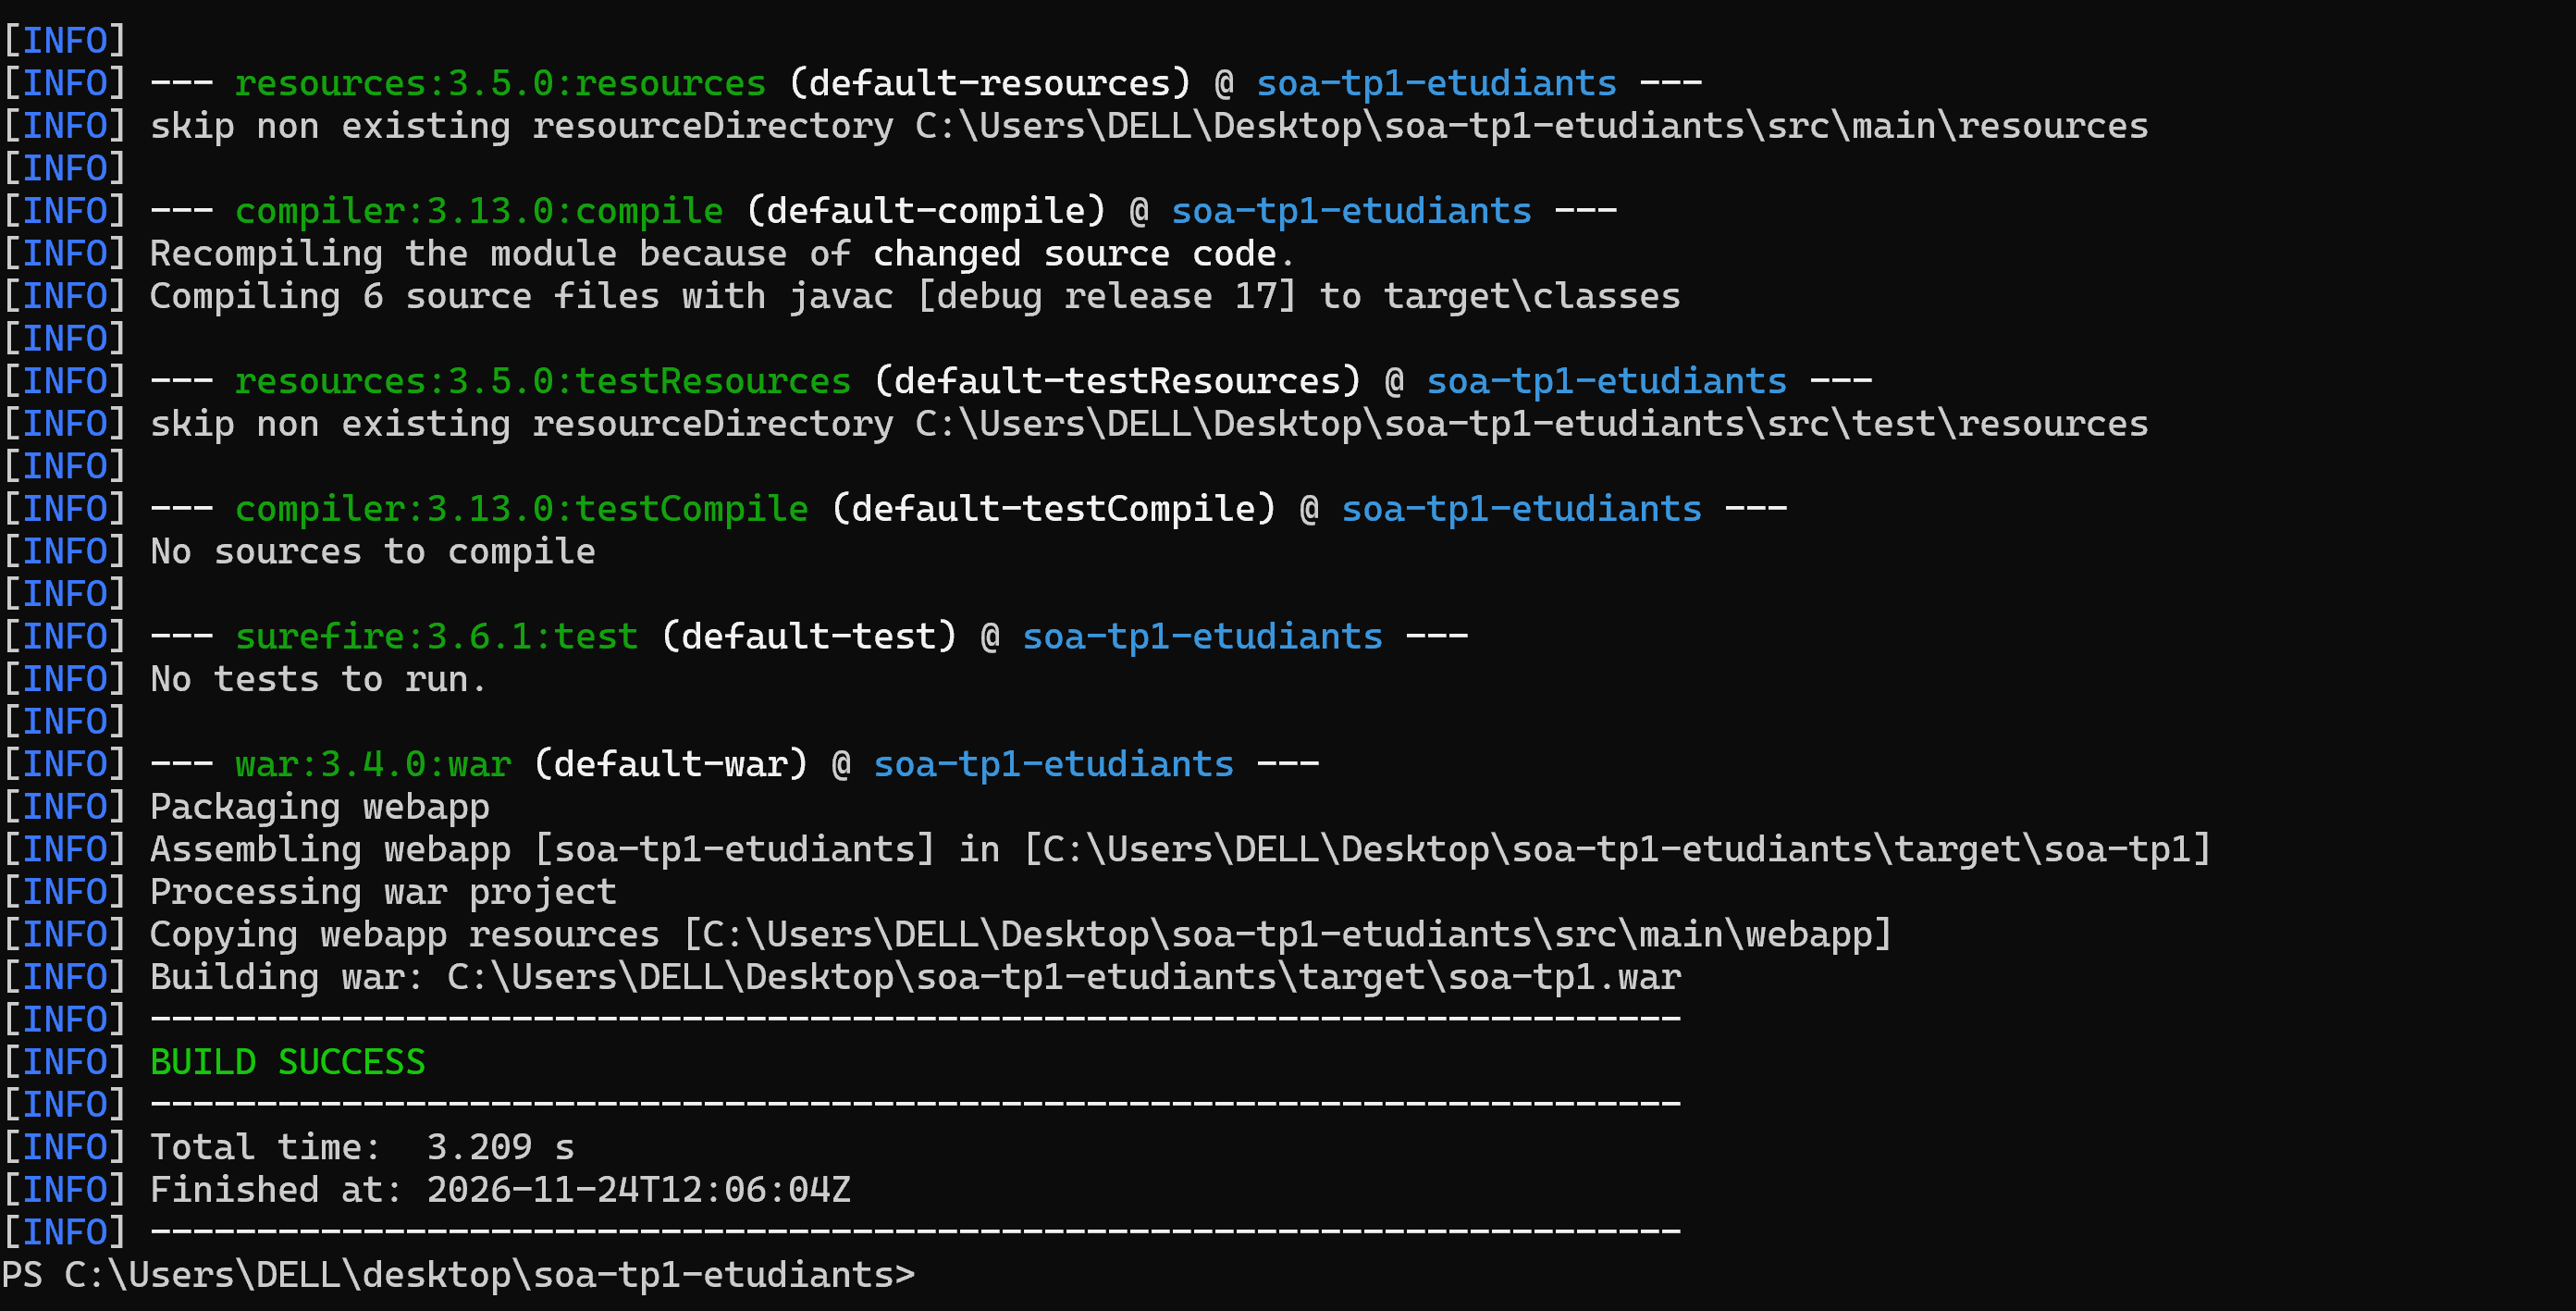 [INFO]
[INFO] --- resources:3.5.0:resources (default-resources) @ soa-tp1-etudiants ---
[INFO] skip non existing resourceDirectory C:\Users\DELL\Desktop\soa-tp1-etudiants\src\main\resources
[INFO]
[INFO] --- compiler:3.13.0:compile (default-compile) @ soa-tp1-etudiants ---
[INFO] Recompiling the module because of changed source code.
[INFO] Compiling 6 source files with javac [debug release 17] to target\classes
[INFO]
[INFO] --- resources:3.5.0:testResources (default-testResources) @ soa-tp1-etudiants ---
[INFO] skip non existing resourceDirectory C:\Users\DELL\Desktop\soa-tp1-etudiants\src\test\resources
[INFO]
[INFO] --- compiler:3.13.0:testCompile (default-testCompile) @ soa-tp1-etudiants ---
[INFO] No sources to compile
[INFO]
[INFO] --- surefire:3.6.1:test (default-test) @ soa-tp1-etudiants ---
[INFO] No tests to run.
[INFO]
[INFO] --- war:3.4.0:war (default-war) @ soa-tp1-etudiants ---
[INFO] Packaging webapp
[INFO] Assembling webapp [soa-tp1-etudiants] in [C:\Users\DELL\Desktop\soa-tp1-etudiants\target\soa-tp1]
[INFO] Processing war project
[INFO] Copying webapp resources [C:\Users\DELL\Desktop\soa-tp1-etudiants\src\main\webapp]
[INFO] Building war: C:\Users\DELL\Desktop\soa-tp1-etudiants\target\soa-tp1.war
[INFO] ------------------------------------------------------------------------
[INFO] BUILD SUCCESS
[INFO] ------------------------------------------------------------------------
[INFO] Total time:  3.209 s
[INFO] Finished at: 2026-11-24T12:06:04Z
[INFO] ------------------------------------------------------------------------
PS C:\Users\DELL\desktop\soa-tp1-etudiants>